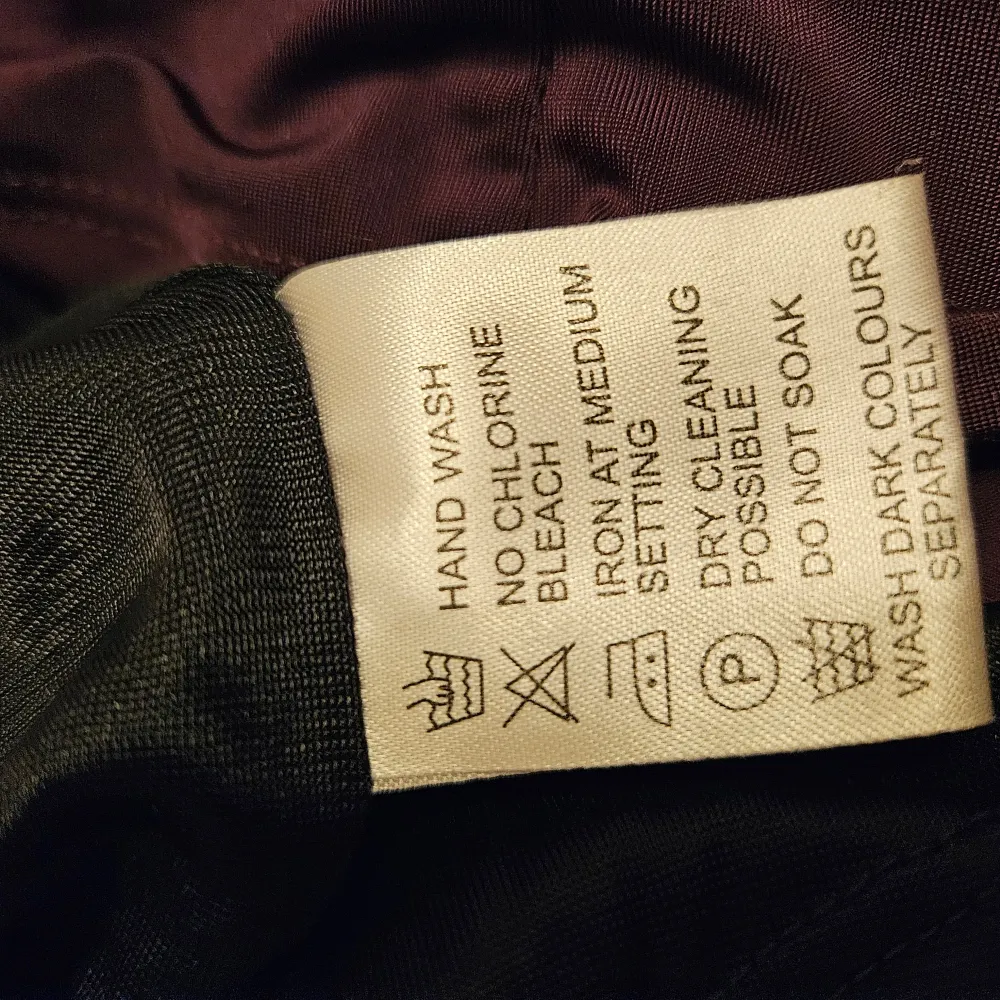 HAND WASH
NO CHLORINE
BLEACH
IRON AT MEDIUM
SETTING
DRY CLEANING
POSSIBLE
DO NOT SOAK
WASH DARK COLOURS
SEPARATELY
P